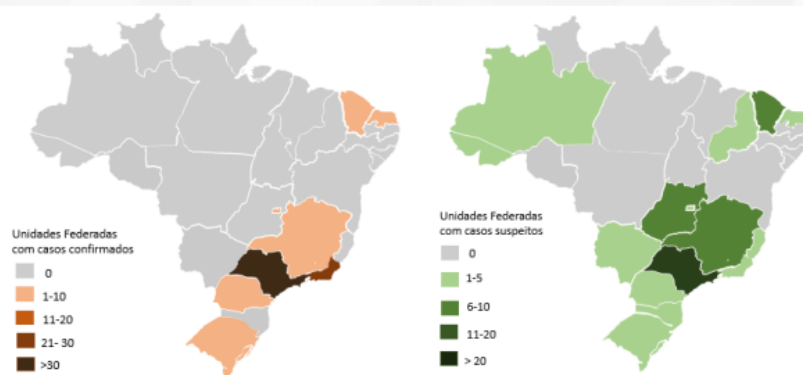 Unidades Federadas
com casos confirmados
0
1-10
11-20
21- 30
>30
Unidades Federadas
com casos suspeitos
0
1-5
6-10
11-20
> 20